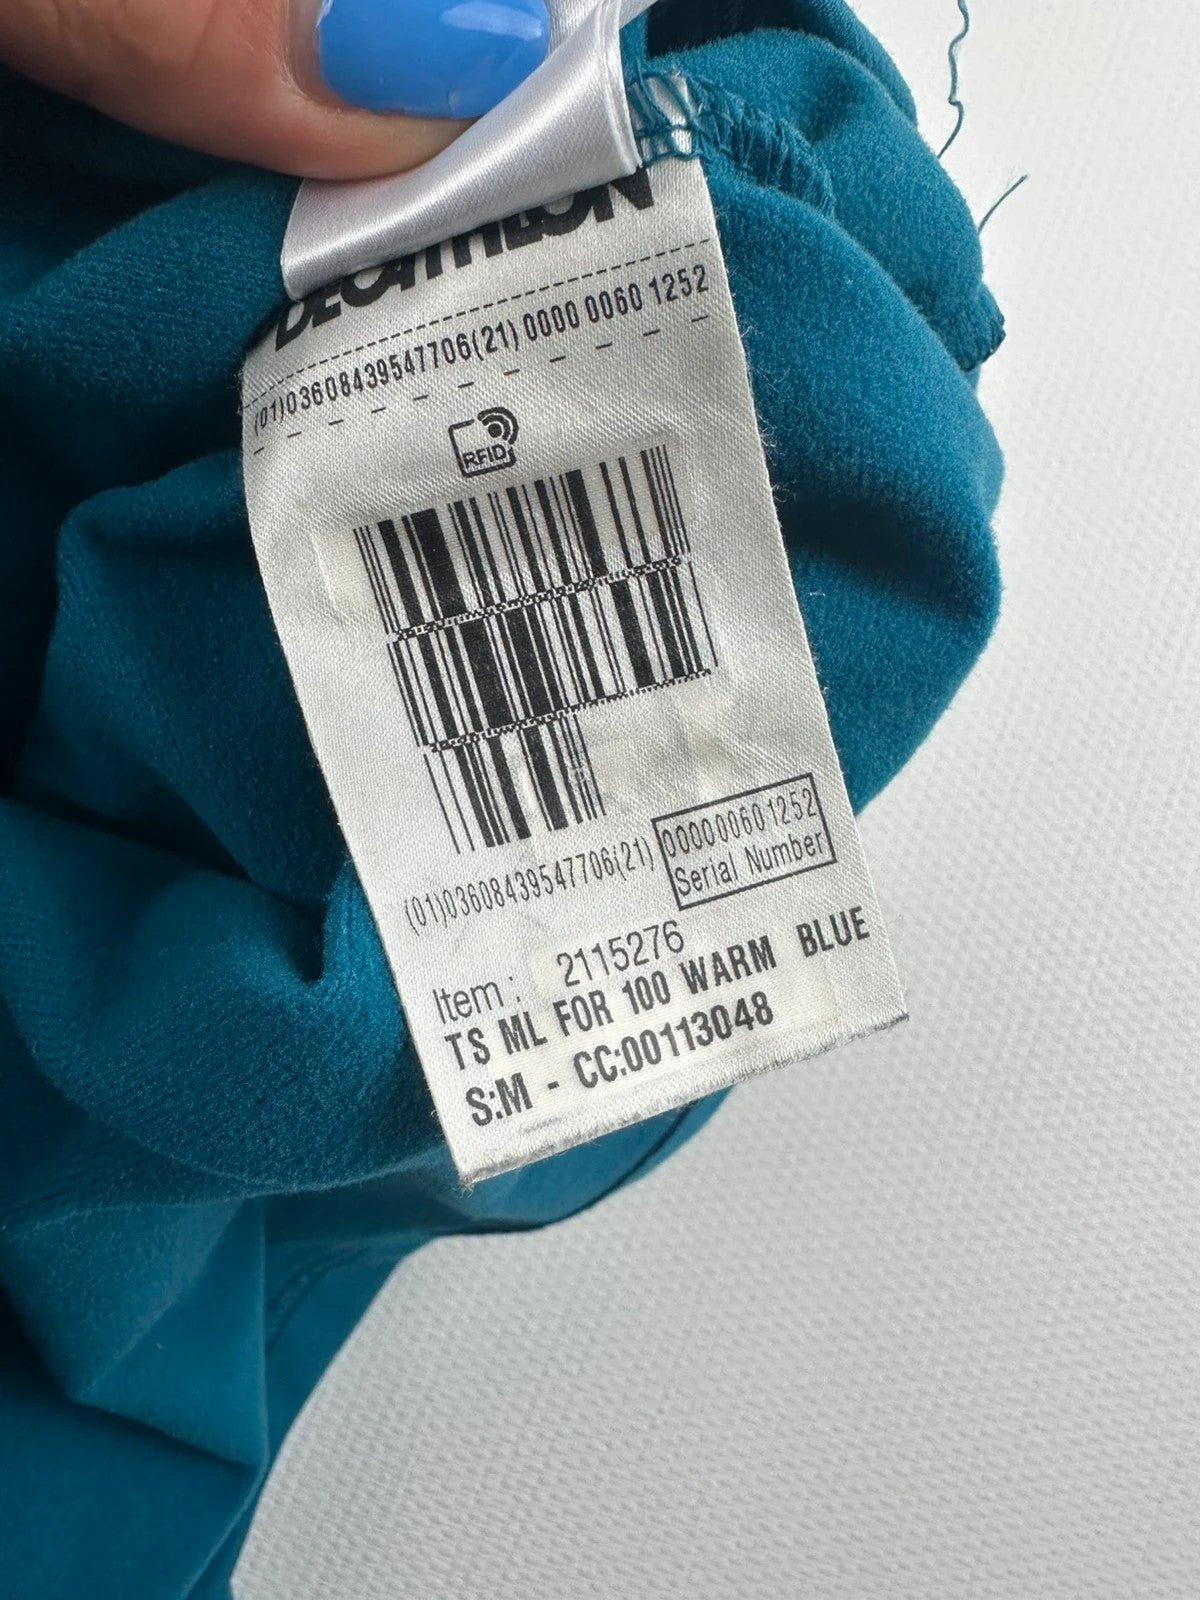 DECATHLON
(01)03608439547706(21) 0000 0060 1252
RFID
(01)03608439547706(21)
000000601252
Serial Number
Item : 2115276
TS ML FOR 100 WARM BLUE
S:M - CC:00113048